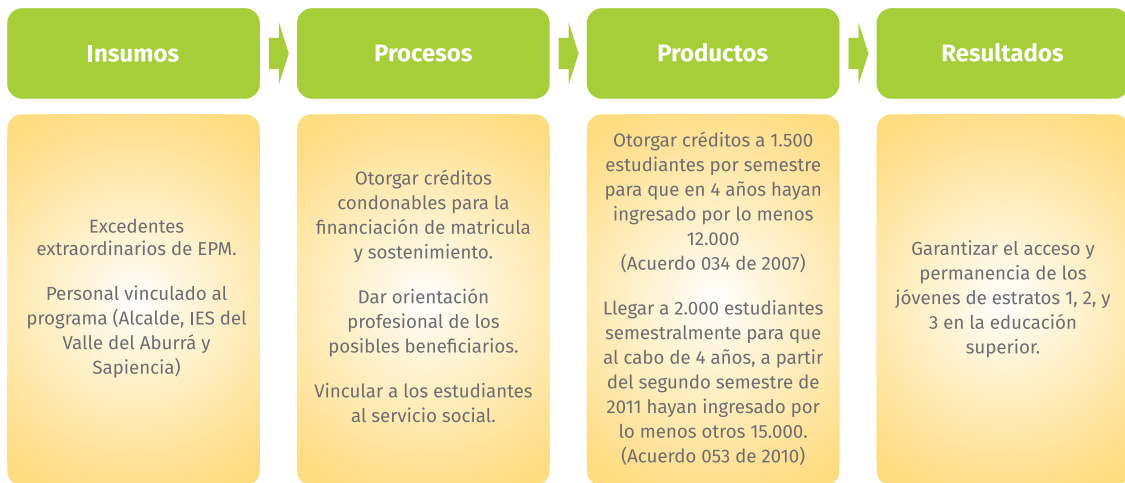 Insumos
Procesos
Productos
Resultados
Excedentes
extraordinarios de EPM.
Personal vinculado al
programa (Alcalde, IES del
Valle del Aburrá y
Sapiencia)
Otorgar créditos
condonables para la
financiación de matricula
y sostenimiento.
Dar orientación
profesional de los
posibles beneficiarios.
Vincular a los estudiantes
al servicio social.
Otorgar créditos a 1.500
estudiantes por semestre
para que en 4 años hayan
ingresado por lo menos
12.000
(Acuerdo 034 de 2007)
Llegar a 2.000 estudiantes
semestralmente para que
al cabo de 4 años, a partir
del segundo semestre de
2011 hayan ingresado por
lo menos otros 15.000.
(Acuerdo 053 de 2010)
Garantizar el acceso y
permanencia de los
jóvenes de estratos 1, 2, y
3 en la educación
superior.